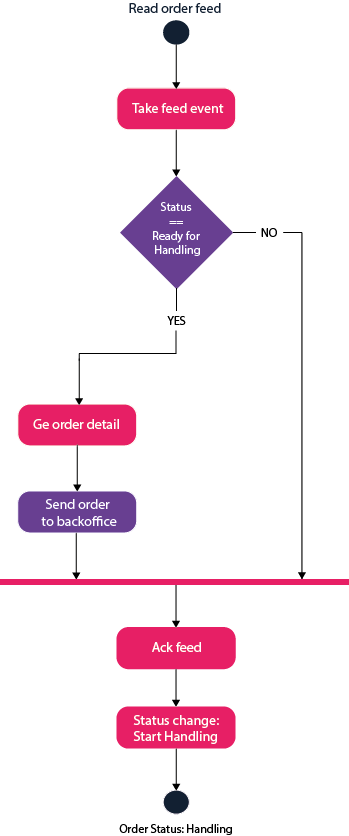 Read order feed
Take feed event
Status
==
Ready for
Handling
NO
YES
Ge order detail
Send order
to backoffice
Ack feed
Status change:
Start Handling
Order Status: Handling